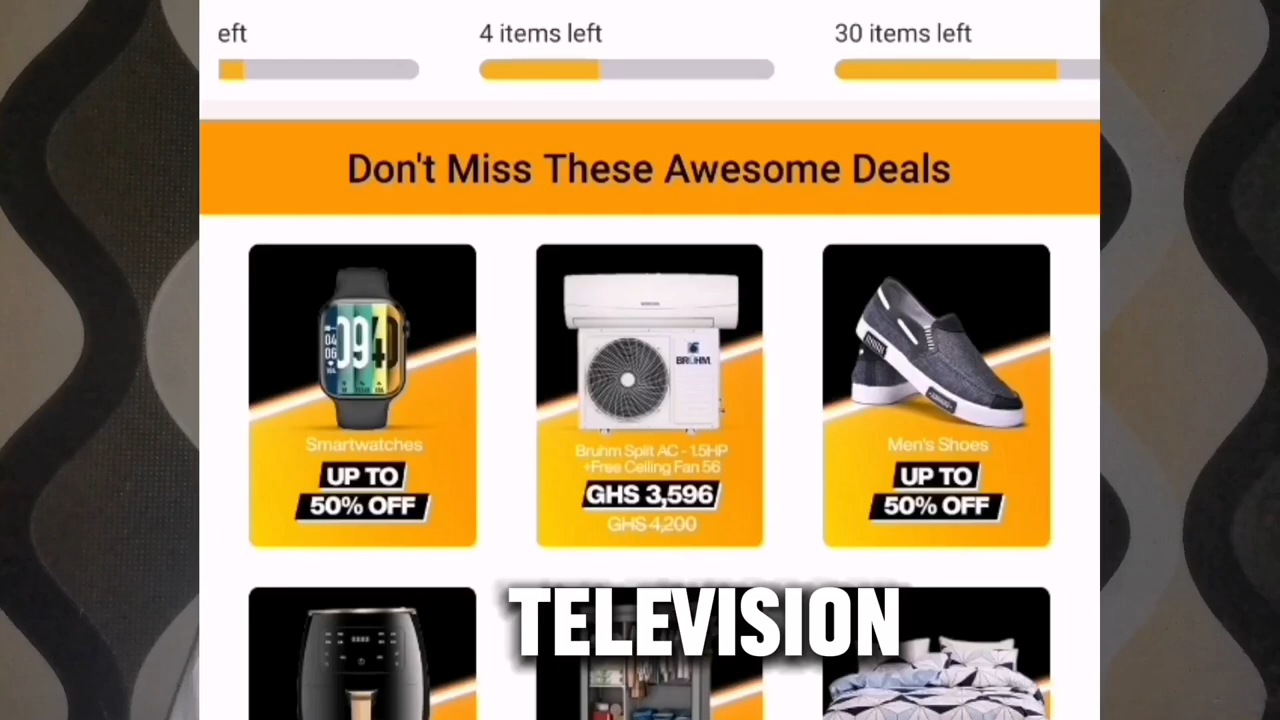 eft
4 items left
30 items left
Don't Miss These Awesome Deals
Smartwatches
UP TO
50% OFF
BRUHM
Bruhm Split AC - 1.5HP
+Free Ceiling Fan 56
GHS 3,596
GHS 4,200
Men's Shoes
UP TO
50% OFF
TELEVISION